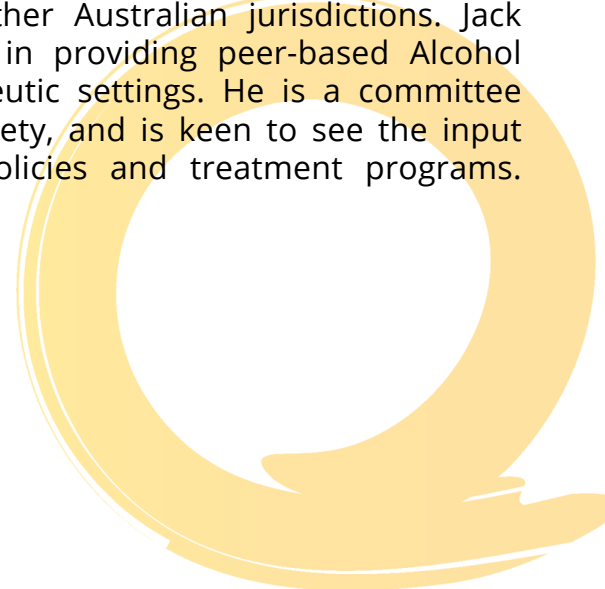 ther Australian jurisdictions. Jack
in providing peer-based Alcohol
eutic settings. He is a committee
ety, and is keen to see the input
olicies and treatment programs.